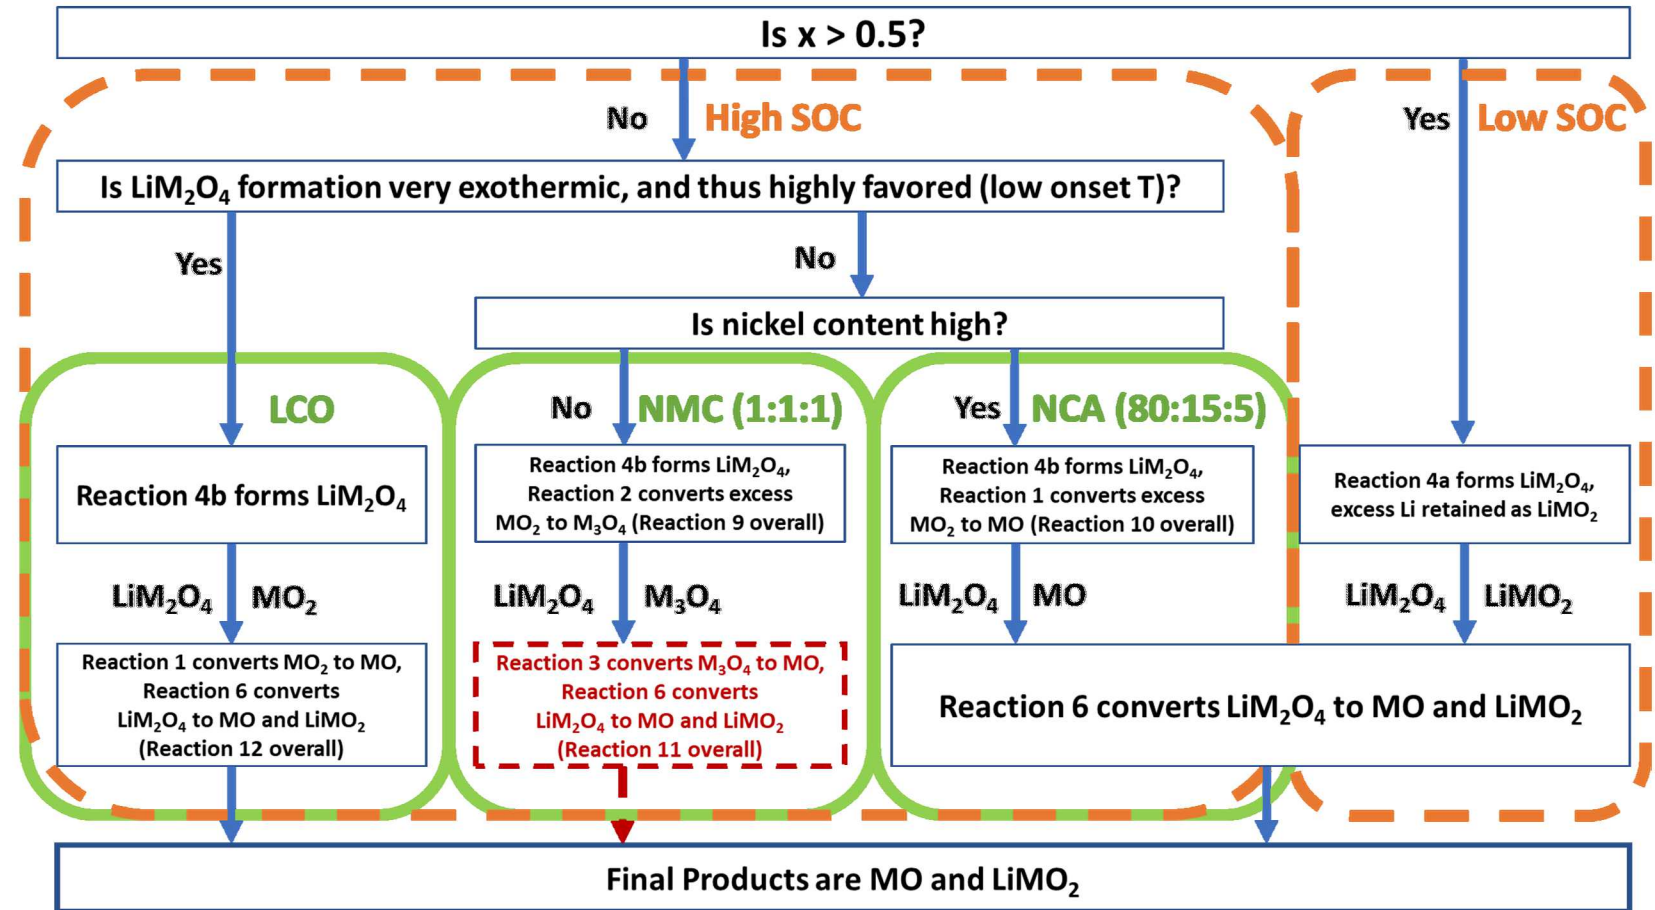 Is x > 0.5?
No
High SOC
Yes
Low SOC
Is LiM₂O₄ formation very exothermic, and thus highly favored (low onset T)?
Yes
No
Is nickel content high?
LCO
No
NMC (1:1:1)
Yes
NCA (80:15:5)
Reaction 4b forms LiM₂O₄
Reaction 4b forms LiM₂O₄,
Reaction 2 converts excess
MO₂ to M₃O₄ (Reaction 9 overall)
Reaction 4b forms LiM₂O₄,
Reaction 1 converts excess
MO₂ to MO (Reaction 10 overall)
Reaction 4a forms LiM₂O₄,
excess Li retained as LiMO₂
LiM₂O₄
MO₂
LiM₂O₄
M₃O₄
LiM₂O₄
MO
LiM₂O₄
LiMO₂
Reaction 1 converts MO₂ to MO,
Reaction 6 converts
LiM₂O₄ to MO and LiMO₂
(Reaction 12 overall)
Reaction 3 converts M₃O₄ to MO,
Reaction 6 converts
LiM₂O₄ to MO and LiMO₂
(Reaction 11 overall)
Reaction 6 converts LiM₂O₄ to MO and LiMO₂
Final Products are MO and LiMO₂